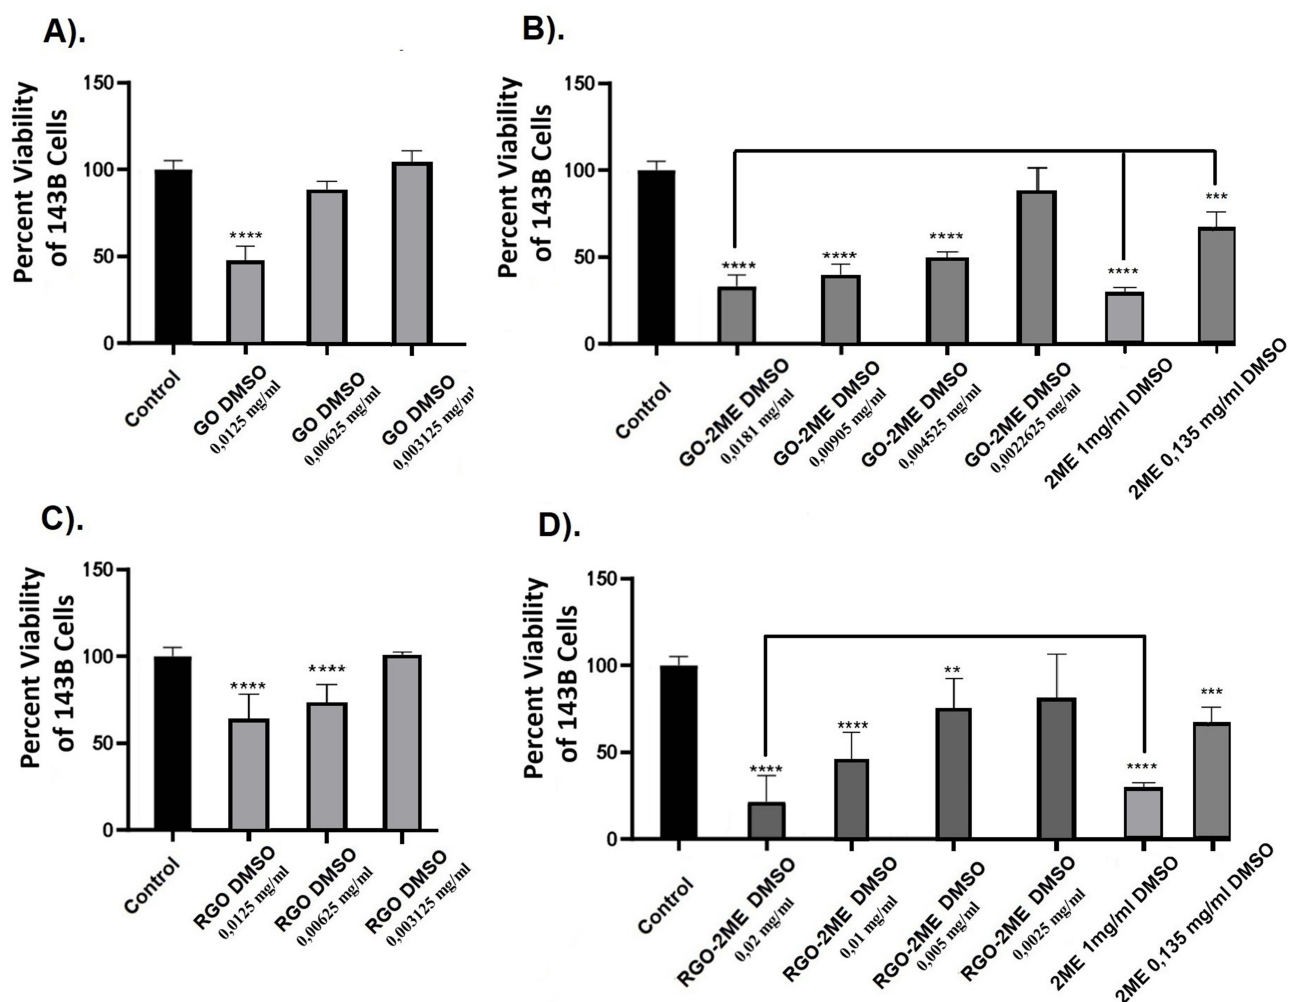 A).
Percent Viability
of 143B Cells
150
100
50
0
****
Control
GO DMSO
0,0125 mg/ml
GO DMSO
0,00625 mg/ml
GO DMSO
0,003125 mg/ml
B).
Percent Viability
of 143B Cells
150
100
50
0
****
****
****
****
***
Control
GO-2ME DMSO
0,0181 mg/ml
GO-2ME DMSO
0,00905 mg/ml
GO-2ME DMSO
0,004525 mg/ml
GO-2ME DMSO
0,0022625 mg/ml
2ME 1mg/ml DMSO
2ME 0,135 mg/ml DMSO
C).
Percent Viability
of 143B Cells
150
100
50
0
****
****
Control
RGO DMSO
0,0125 mg/ml
RGO DMSO
0,00625 mg/ml
RGO DMSO
0,003125 mg/ml
D).
Percent Viability
of 143B Cells
150
100
50
0
****
****
**
****
***
Control
RGO-2ME DMSO
0,02 mg/ml
RGO-2ME DMSO
0,01 mg/ml
RGO-2ME DMSO
0,005 mg/ml
RGO-2ME DMSO
0,0025 mg/ml
2ME 1mg/ml DMSO
2ME 0,135 mg/ml DMSO